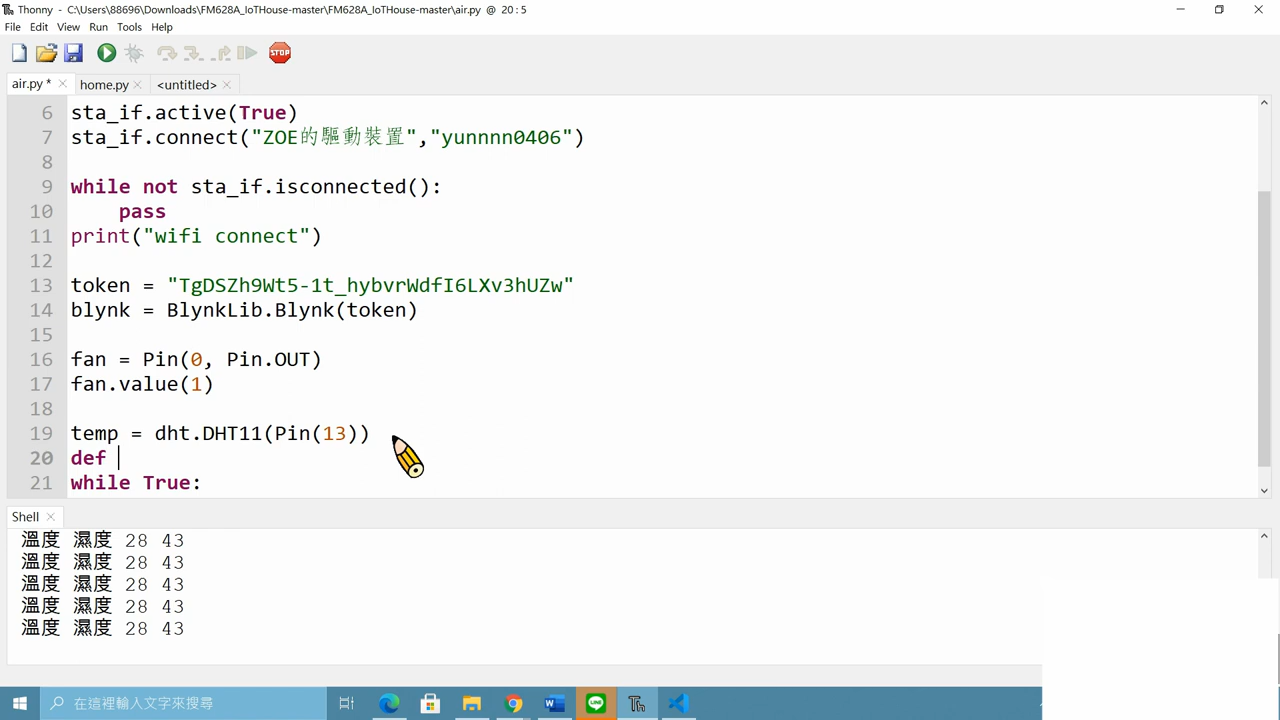 Thonny - C:\Users\88696\Downloads\FM628A_IoTHouse-master\FM628A_IoTHouse-master\air.py @ 20 : 5
File Edit View Run Tools Help
STOP
air.py * home.py <untitled>
6 sta_if.active(True)
7 sta_if.connect("ZOE的驅動裝置","yunnnn0406")
8
9 while not sta_if.isconnected():
10 pass
11 print("wifi connect")
12
13 token = "TgDSZh9Wt5-1t_hybvrWdfI6LXv3hUZw"
14 blynk = BlynkLib.Blynk(token)
15
16 fan = Pin(0, Pin.OUT)
17 fan.value(1)
18
19 temp = dht.DHT11(Pin(13))
20 def
21 while True:
Shell
溫度 濕度 28 43
溫度 濕度 28 43
溫度 濕度 28 43
溫度 濕度 28 43
溫度 濕度 28 43
在這裡輸入文字來搜尋